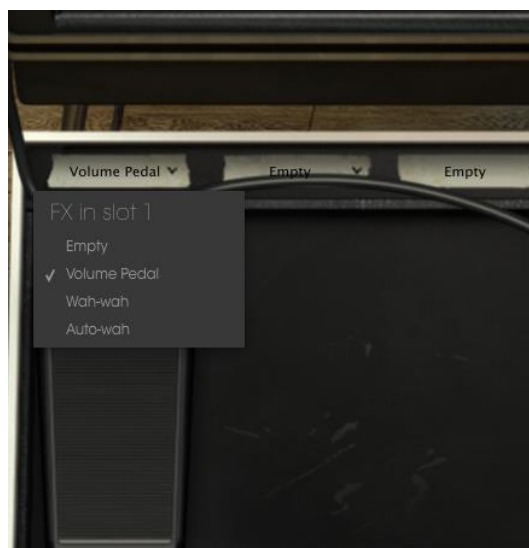 Volume Pedal Empty Empty
FX in slot 1
Empty
✓ Volume Pedal
Wah-wah
Auto-wah